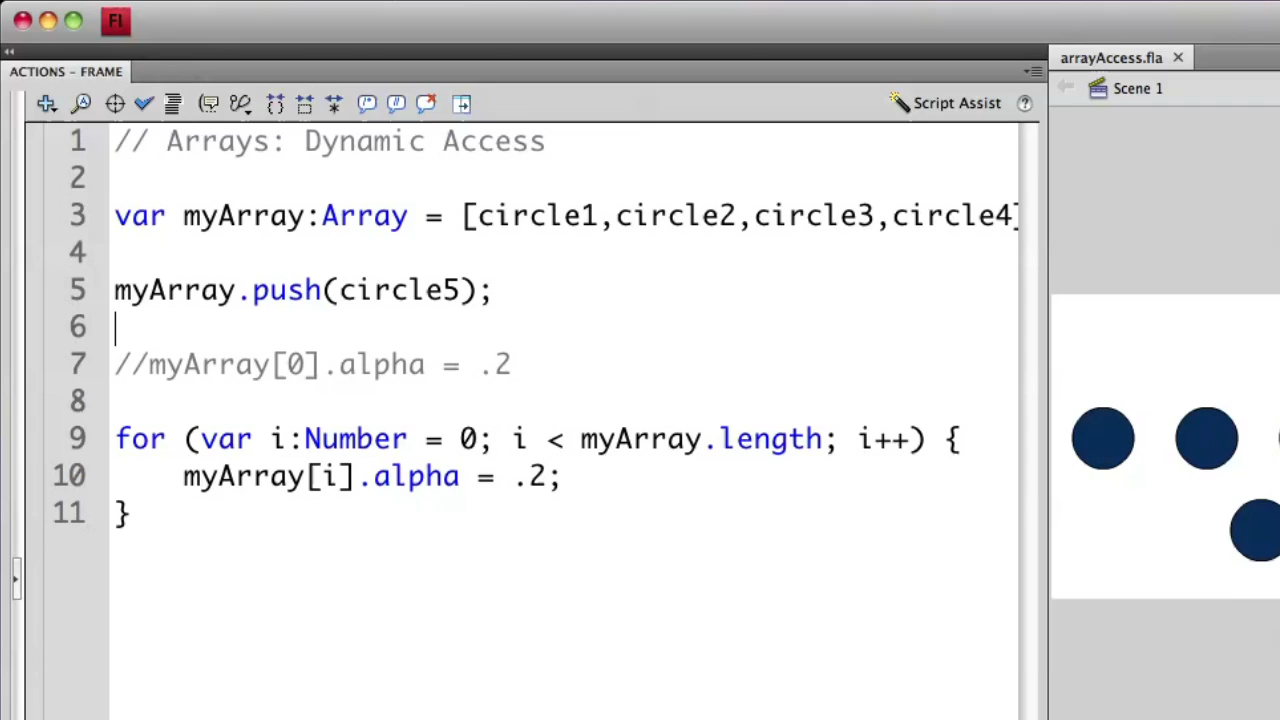 Fl
ACTIONS - FRAME
arrayAccess.fla
Script Assist
Scene 1
1 // Arrays: Dynamic Access
2
3 var myArray:Array = [circle1,circle2,circle3,circle4]
4
5 myArray.push(circle5);
6
7 //myArray[0].alpha = .2
8
9 for (var i:Number = 0; i < myArray.length; i++) {
10 myArray[i].alpha = .2;
11 }